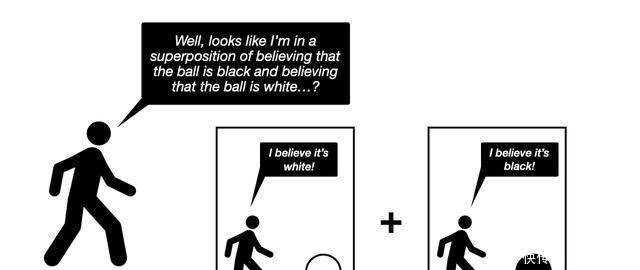 Well, looks like I'm in a
superposition of believing that
the ball is black and believing
that the ball is white...?
I believe it's
white!
+
I believe it's
black!
快传